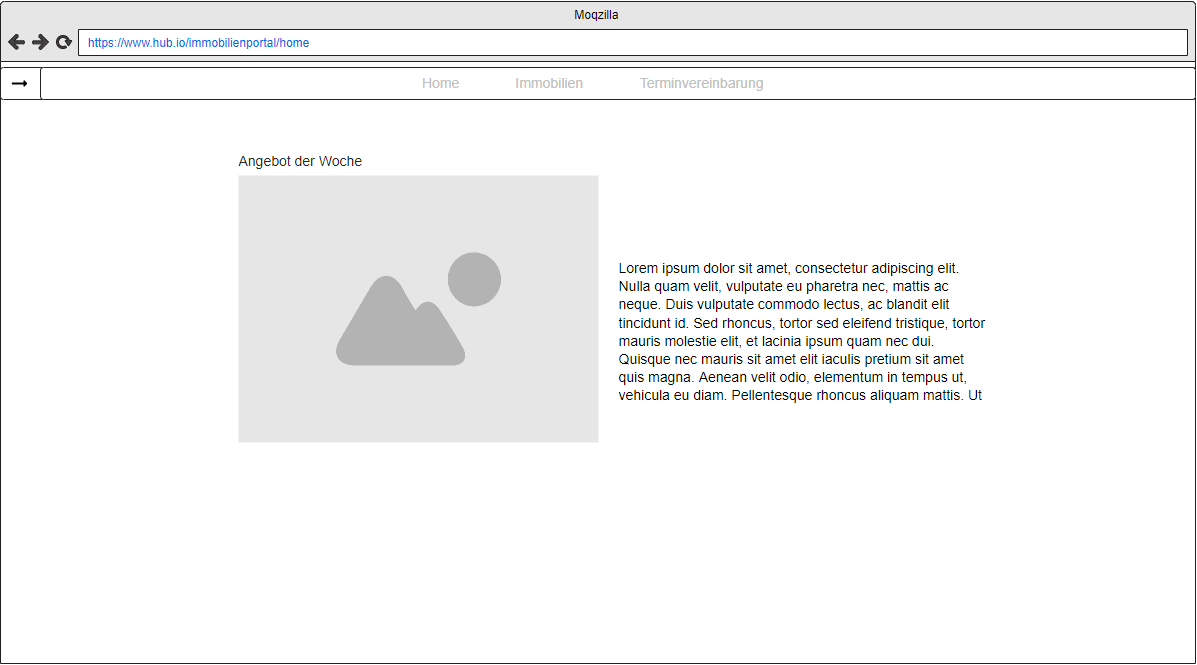 Moqzilla
https://www.hub.io/immobilienportal/home
Home Immobilien Terminvereinbarung
Angebot der Woche
Lorem ipsum dolor sit amet, consectetur adipiscing elit.
Nulla quam velit, vulputate eu pharetra nec, mattis ac
neque. Duis vulputate commodo lectus, ac blandit elit
tincidunt id. Sed rhoncus, tortor sed eleifend tristique, tortor
mauris molestie elit, et lacinia ipsum quam nec dui.
Quisque nec mauris sit amet elit iaculis pretium sit amet
quis magna. Aenean velit odio, elementum in tempus ut,
vehicula eu diam. Pellentesque rhoncus aliquam mattis. Ut